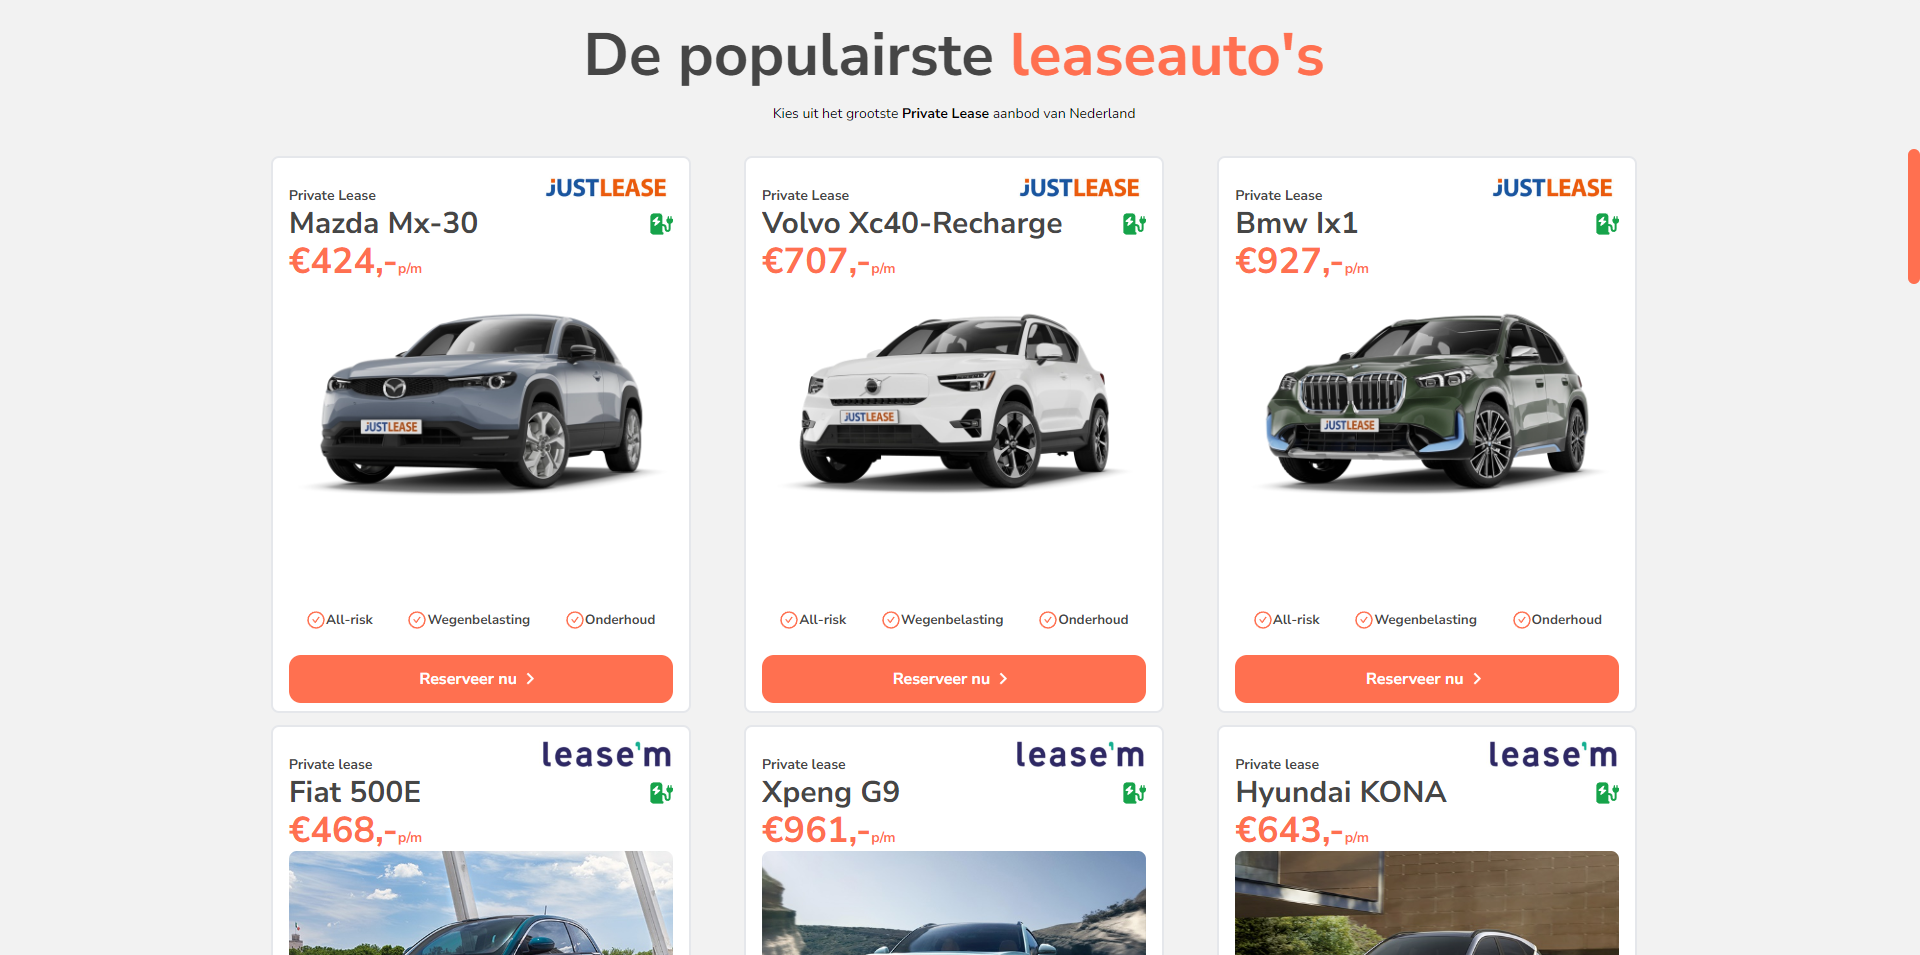 De populairste leaseauto's
Kies uit het grootste Private Lease aanbod van Nederland
Private Lease
JUSTLEASE
Mazda Mx-30
€424,-p/m
JUSTLEASE
All-risk
Wegenbelasting
Onderhoud
Reserveer nu
Private Lease
JUSTLEASE
Volvo Xc40-Recharge
€707,-p/m
JUSTLEASE
All-risk
Wegenbelasting
Onderhoud
Reserveer nu
Private Lease
JUSTLEASE
Bmw Ix1
€927,-p/m
JUSTLEASE
All-risk
Wegenbelasting
Onderhoud
Reserveer nu
Private lease
lease'm
Fiat 500E
€468,-p/m
Private lease
lease'm
Xpeng G9
€961,-p/m
Private lease
lease'm
Hyundai KONA
€643,-p/m